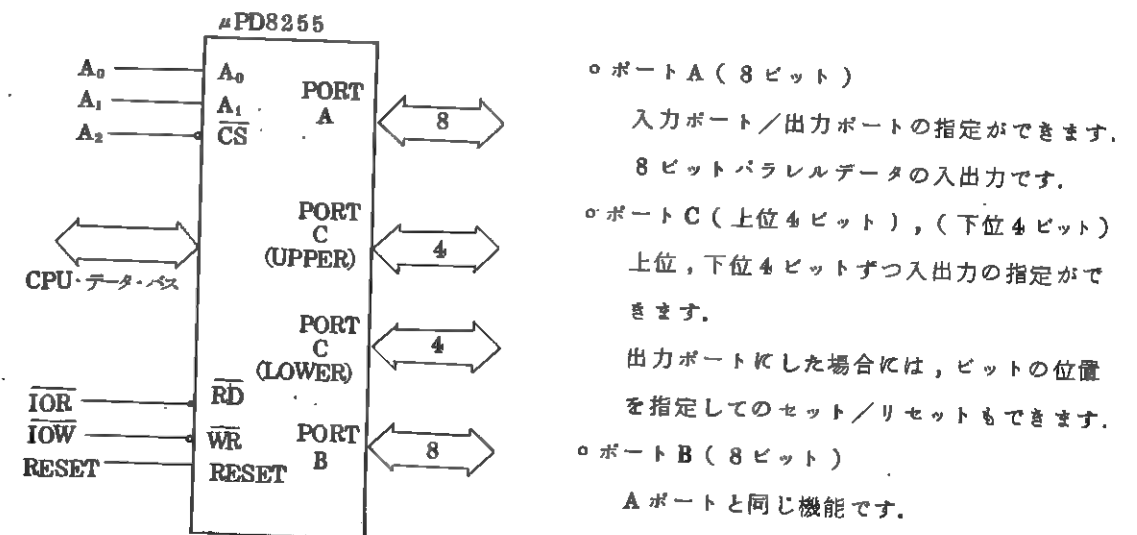 μPD8255
A₀
A₁
A₂
A₀
A₁
C̅S̅
PORT
A
8
PORT
C
(UPPER)
4
CPU・データ・バス
PORT
C
(LOWER)
4
I̅O̅R̅
I̅O̅W̅
RESET
R̅D̅
W̅R̅
RESET
PORT
B
8
○ポートA(8ビット)
入力ポート/出力ポートの指定ができます.
8ビットパラレルデータの入出力です.
○ポートC(上位4ビット),(下位4ビット)
上位,下位4ビットずつ入出力の指定がで
きます.
出力ポートにした場合には,ビットの位置
を指定してのセット/リセットもできます.
○ポートB(8ビット)
Aポートと同じ機能です.